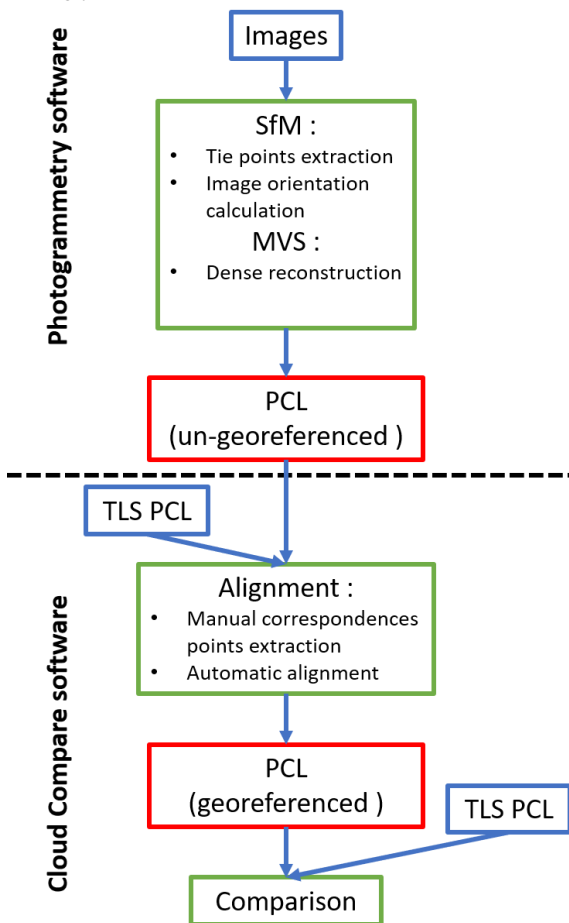 Photogrammetry software
Images
SfM :
• Tie points extraction
• Image orientation
calculation
MVS :
• Dense reconstruction
PCL
(un-georeferenced )
Cloud Compare software
TLS PCL
Alignment :
• Manual correspondences
points extraction
• Automatic alignment
PCL
(georeferenced )
TLS PCL
Comparison